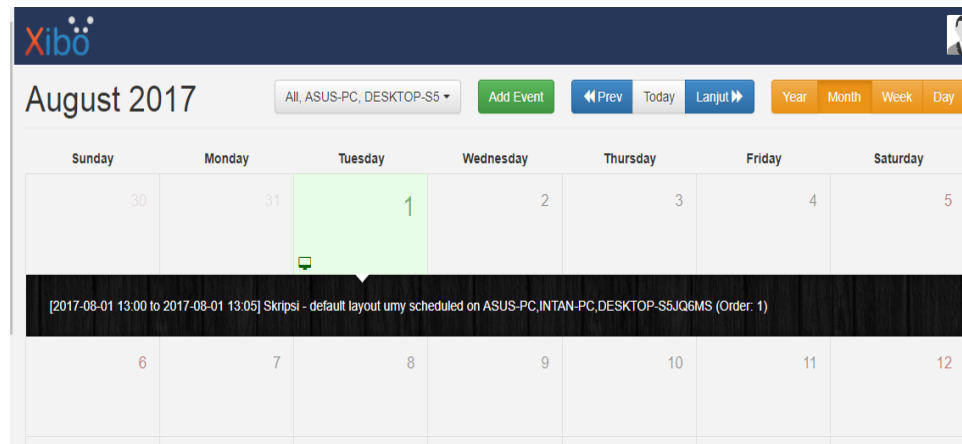 Xibo
August 2017
All, ASUS-PC, DESKTOP-S5
Add Event
Prev Today Lanjut
Year Month Week Day
Sunday Monday Tuesday Wednesday Thursday Friday Saturday
30 31 1 2 3 4 5
[2017-08-01 13:00 to 2017-08-01 13:05] Skripsi - default layout umy scheduled on ASUS-PC,INTAN-PC,DESKTOP-S5JQ6MS (Order: 1)
6 7 8 9 10 11 12